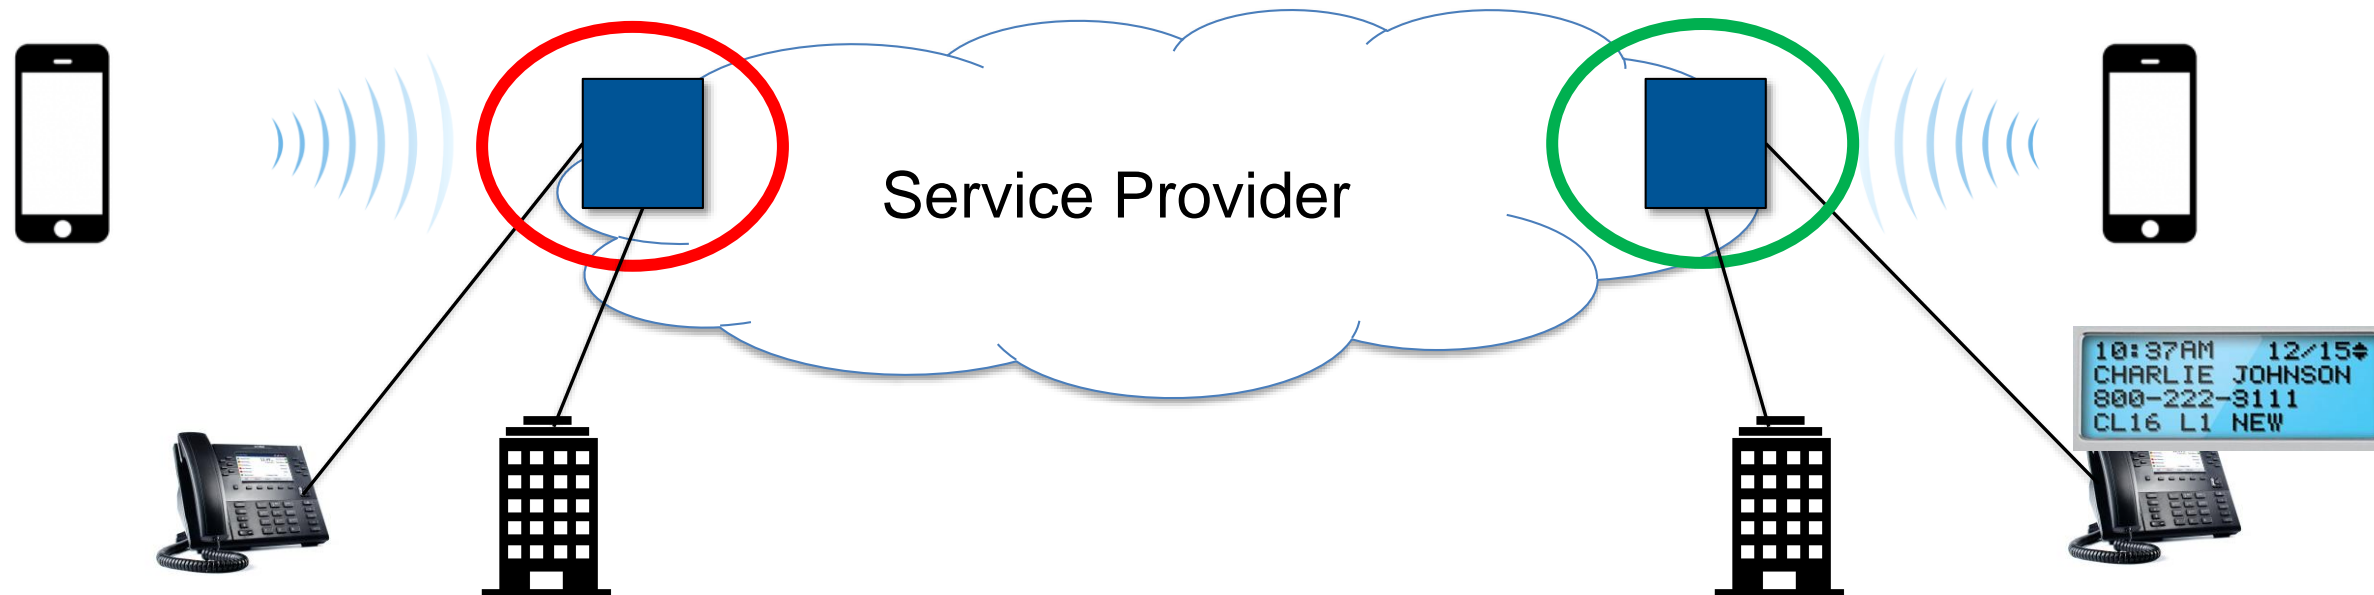 Service Provider
10:37AM 12/15
CHARLIE JOHNSON
800-222-3111
CL16 L1 NEW